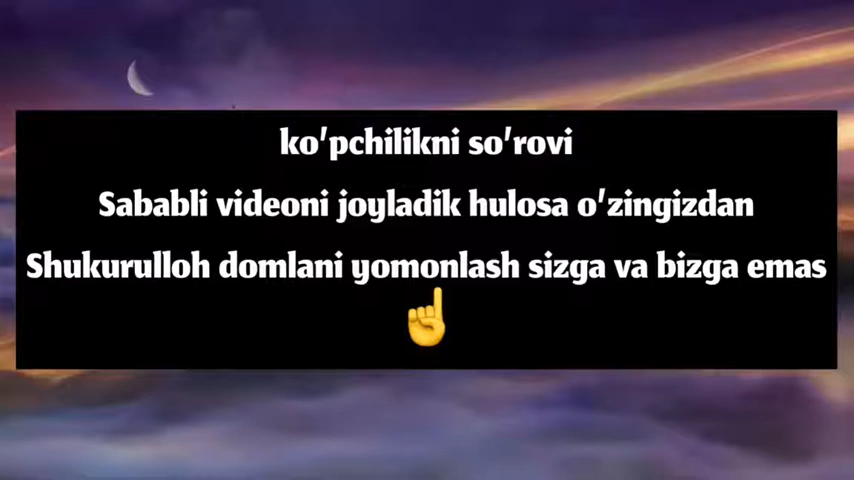 ko'pchilikni so'rovi
Sababli videoni joyladik hulosa o'zingizdan
Shukurulloh domlani yomonlash sizga va bizga emas
☝️